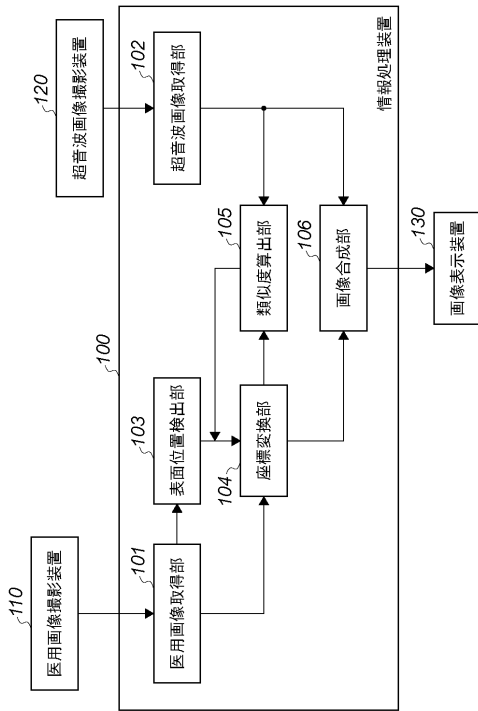 110
医用画像撮影装置
120
超音波画像撮影装置
100
101
医用画像取得部
103
表面位置検出部
102
超音波画像取得部
104
座標変換部
105
類似度算出部
106
画像合成部
情報処理装置
130
画像表示装置